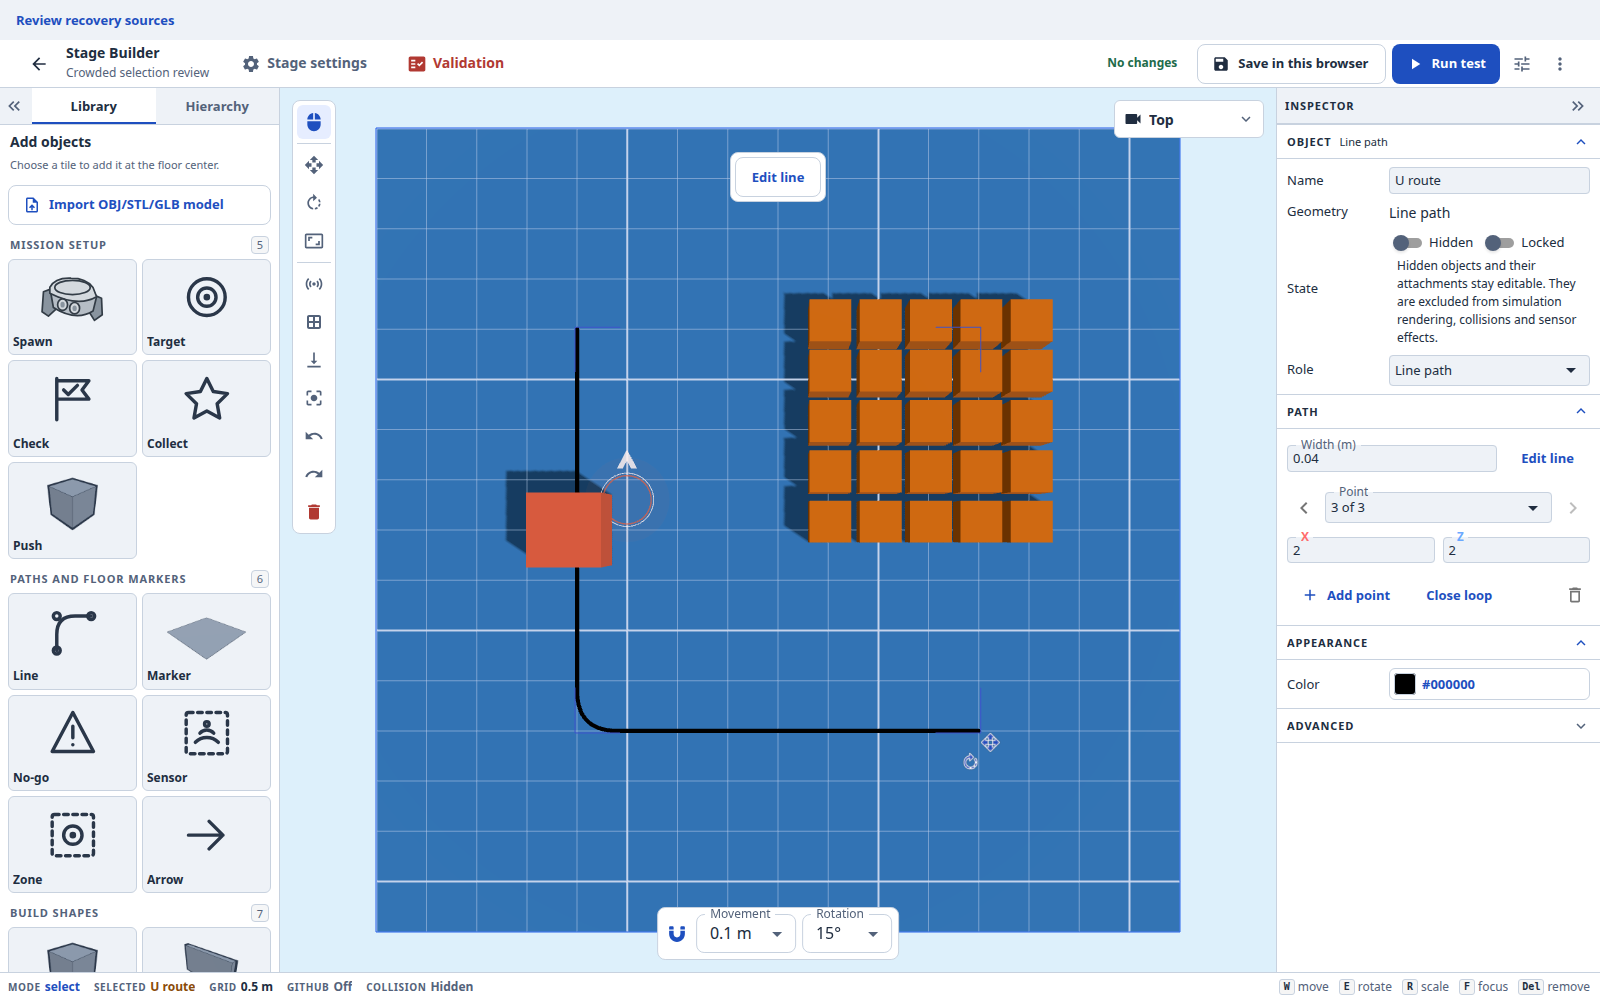 Review recovery sources
Stage Builder
Crowded selection review
Stage settings
Validation
No changes
Save in this browser
Run test
Library
Hierarchy
Add objects
Choose a tile to add it at the floor center.
Import OBJ/STL/GLB model
MISSION SETUP 5
Spawn
Target
Check
Collect
Push
PATHS AND FLOOR MARKERS 6
Line
Marker
No-go
Sensor
Zone
Arrow
BUILD SHAPES 7
Top
Edit line
Movement
0.1 m
Rotation
15°
INSPECTOR
OBJECT Line path
Name U route
Geometry Line path
Hidden Locked
State
Hidden objects and their
attachments stay editable. They
are excluded from simulation
rendering, collisions and sensor
effects.
Role Line path
PATH
Width (m)
0.04
Edit line
Point
3 of 3
X
2
Z
2
Add point
Close loop
APPEARANCE
Color #000000
ADVANCED
MODE select SELECTED U route GRID 0.5 m GITHUB Off COLLISION Hidden
W move E rotate R scale F focus Del remove